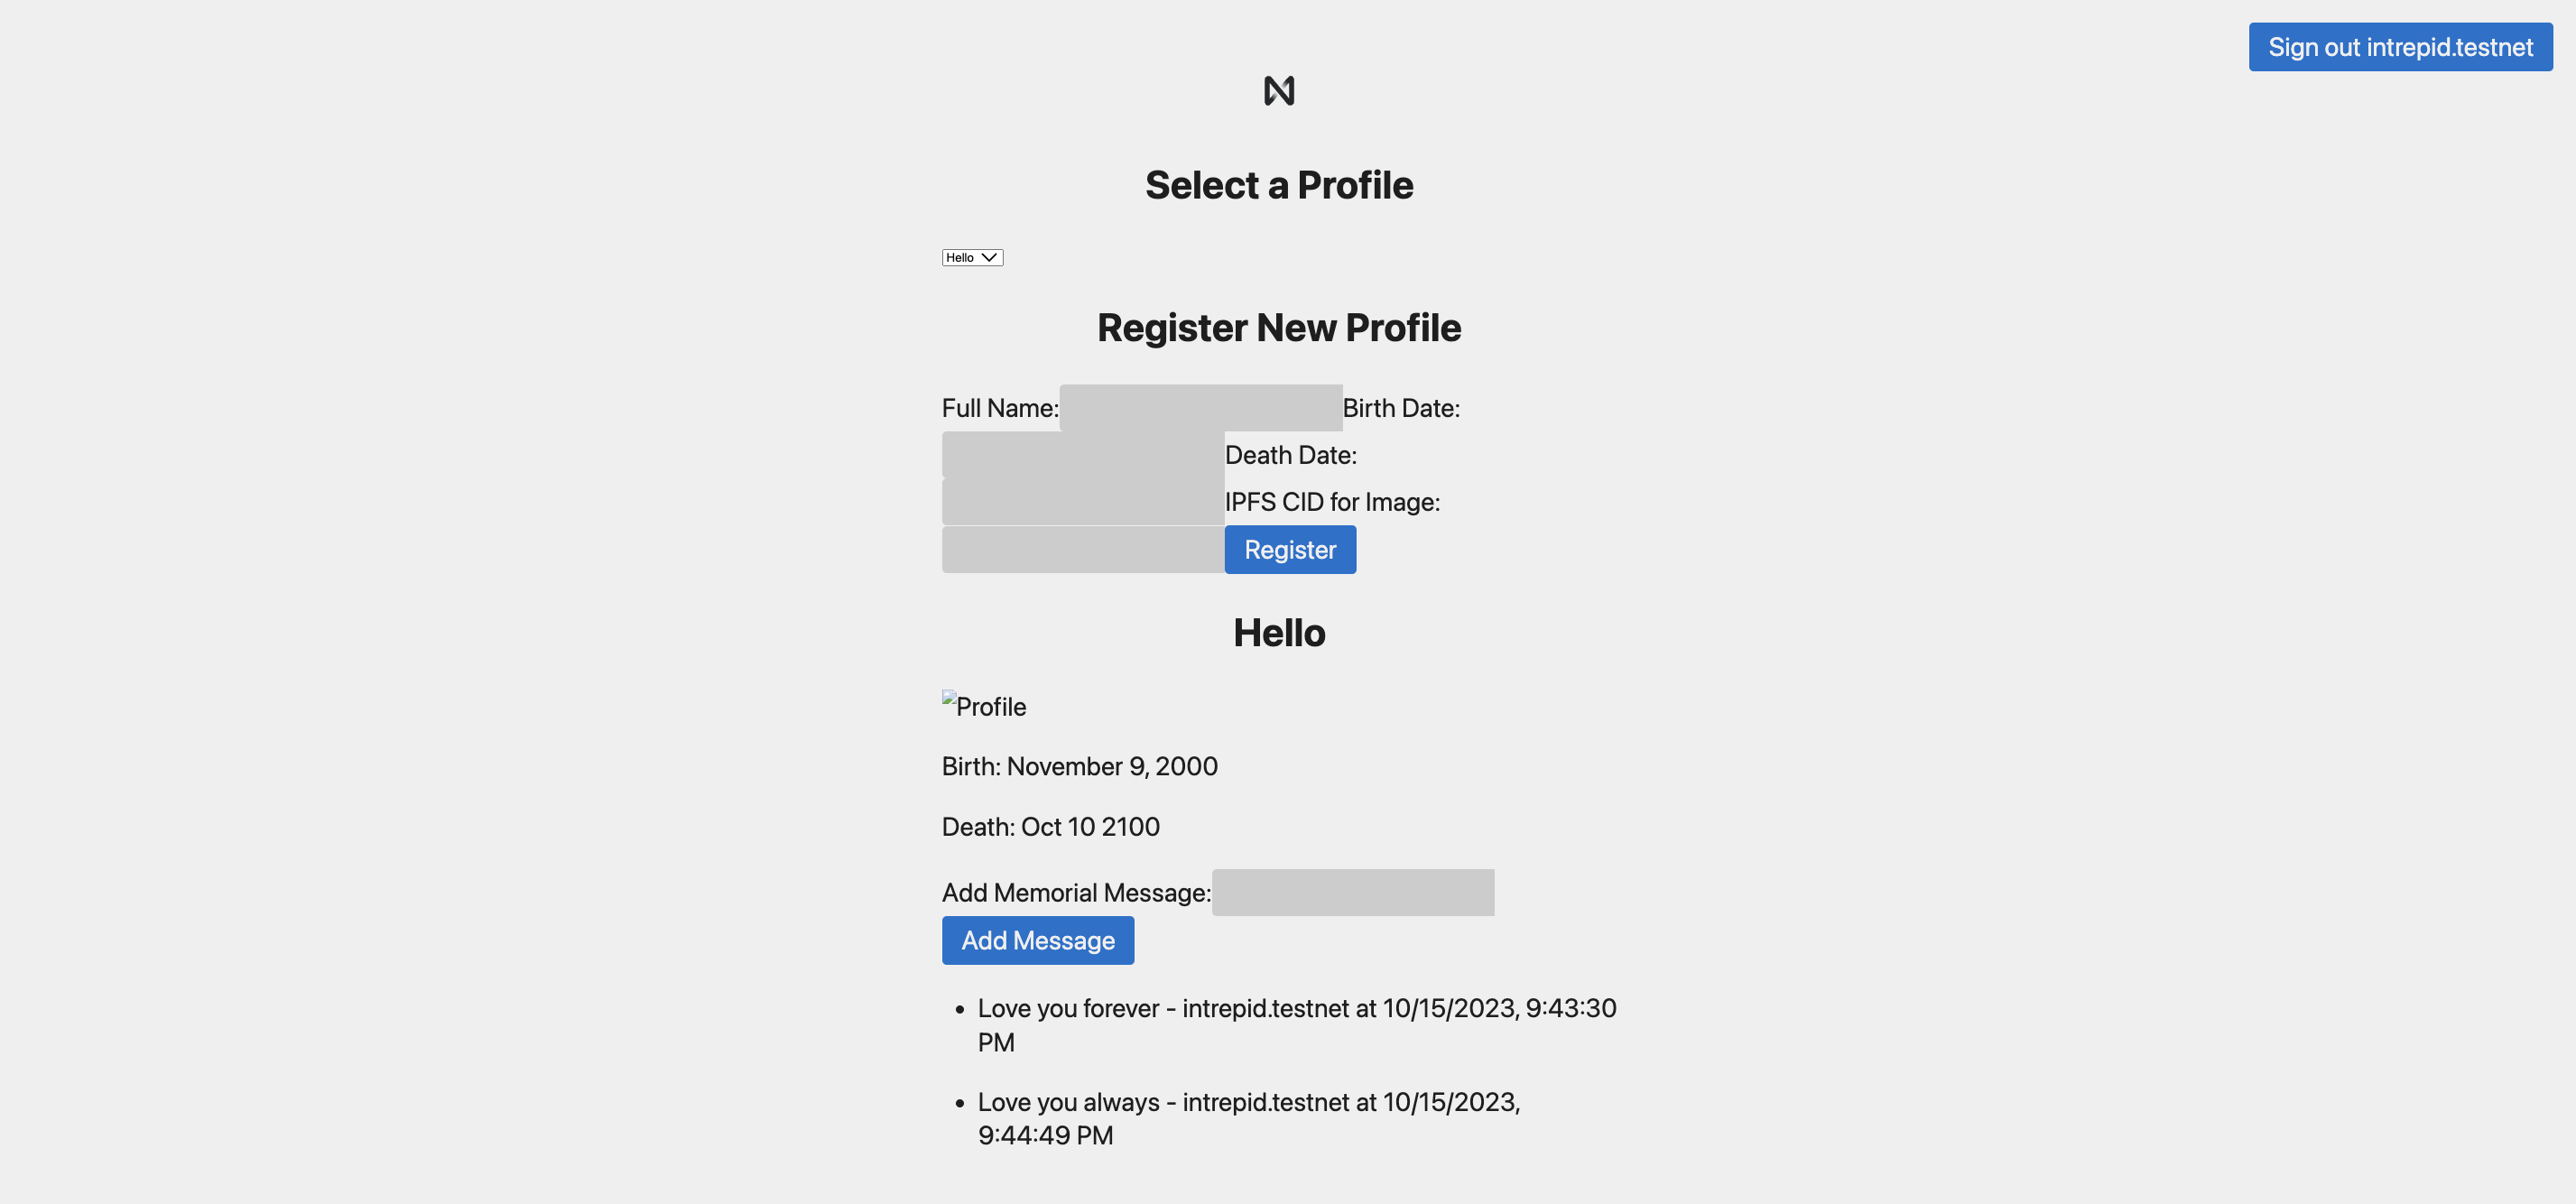 Sign out intrepid.testnet
Select a Profile
Hello
Register New Profile
Full Name: Birth Date:
Death Date:
IPFS CID for Image:
Register
Hello
Profile
Birth: November 9, 2000
Death: Oct 10 2100
Add Memorial Message:
Add Message
• Love you forever - intrepid.testnet at 10/15/2023, 9:43:30
PM
• Love you always - intrepid.testnet at 10/15/2023,
9:44:49 PM